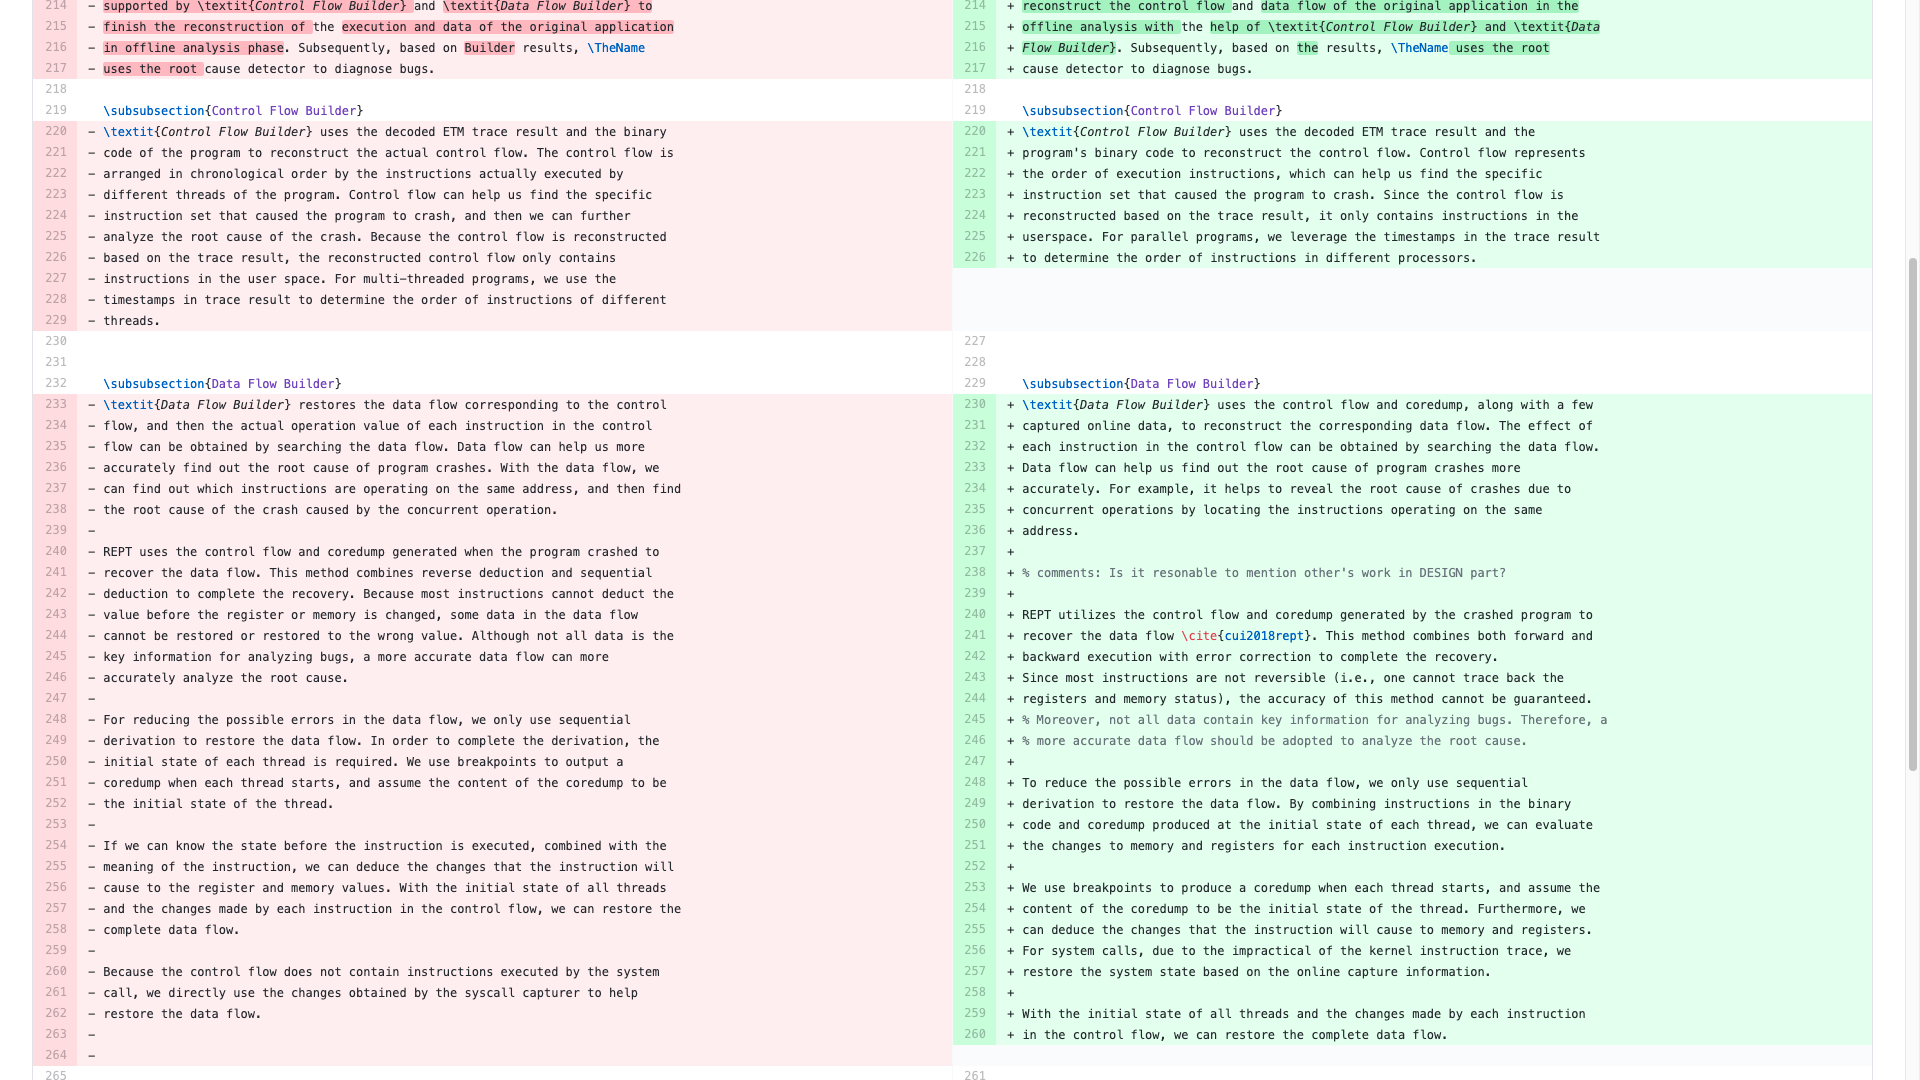 214 - supported by \textit{Control Flow Builder} and \textit{Data Flow Builder} to
215 - finish the reconstruction of the execution and data of the original application
216 - in offline analysis phase. Subsequently, based on Builder results, \TheName
217 - uses the root cause detector to diagnose bugs.
218
219 \subsubsection{Control Flow Builder}
220 - \textit{Control Flow Builder} uses the decoded ETM trace result and the binary
221 - code of the program to reconstruct the actual control flow. The control flow is
222 - arranged in chronological order by the instructions actually executed by
223 - different threads of the program. Control flow can help us find the specific
224 - instruction set that caused the program to crash, and then we can further
225 - analyze the root cause of the crash. Because the control flow is reconstructed
226 - based on the trace result, the reconstructed control flow only contains
227 - instructions in the user space. For multi-threaded programs, we use the
228 - timestamps in trace result to determine the order of instructions of different
229 - threads.
230
231
232 \subsubsection{Data Flow Builder}
233 - \textit{Data Flow Builder} restores the data flow corresponding to the control
234 - flow, and then the actual operation value of each instruction in the control
235 - flow can be obtained by searching the data flow. Data flow can help us more
236 - accurately find out the root cause of program crashes. With the data flow, we
237 - can find out which instructions are operating on the same address, and then find
238 - the root cause of the crash caused by the concurrent operation.
239 -
240 - REPT uses the control flow and coredump generated when the program crashed to
241 - recover the data flow. This method combines reverse deduction and sequential
242 - deduction to complete the recovery. Because most instructions cannot deduct the
243 - value before the register or memory is changed, some data in the data flow
244 - cannot be restored or restored to the wrong value. Although not all data is the
245 - key information for analyzing bugs, a more accurate data flow can more
246 - accurately analyze the root cause.
247 -
248 - For reducing the possible errors in the data flow, we only use sequential
249 - derivation to restore the data flow. In order to complete the derivation, the
250 - initial state of each thread is required. We use breakpoints to output a
251 - coredump when each thread starts, and assume the content of the coredump to be
252 - the initial state of the thread.
253 -
254 - If we can know the state before the instruction is executed, combined with the
255 - meaning of the instruction, we can deduce the changes that the instruction will
256 - cause to the register and memory values. With the initial state of all threads
257 - and the changes made by each instruction in the control flow, we can restore the
258 - complete data flow.
259 -
260 - Because the control flow does not contain instructions executed by the system
261 - call, we directly use the changes obtained by the syscall capturer to help
262 - restore the data flow.
263 -
264 -
265
214 + reconstruct the control flow and data flow of the original application in the
215 + offline analysis with the help of \textit{Control Flow Builder} and \textit{Data
216 + Flow Builder}. Subsequently, based on the results, \TheName uses the root
217 + cause detector to diagnose bugs.
218
219 \subsubsection{Control Flow Builder}
220 + \textit{Control Flow Builder} uses the decoded ETM trace result and the
221 + program's binary code to reconstruct the control flow. Control flow represents
222 + the order of execution instructions, which can help us find the specific
223 + instruction set that caused the program to crash. Since the control flow is
224 + reconstructed based on the trace result, it only contains instructions in the
225 + userspace. For parallel programs, we leverage the timestamps in the trace result
226 + to determine the order of instructions in different processors.
227
228
229 \subsubsection{Data Flow Builder}
230 + \textit{Data Flow Builder} uses the control flow and coredump, along with a few
231 + captured online data, to reconstruct the corresponding data flow. The effect of
232 + each instruction in the control flow can be obtained by searching the data flow.
233 + Data flow can help us find out the root cause of program crashes more
234 + accurately. For example, it helps to reveal the root cause of crashes due to
235 + concurrent operations by locating the instructions operating on the same
236 + address.
237 +
238 + % comments: Is it resonable to mention other's work in DESIGN part?
239 +
240 + REPT utilizes the control flow and coredump generated by the crashed program to
241 + recover the data flow \cite{cui2018rept}. This method combines both forward and
242 + backward execution with error correction to complete the recovery.
243 + Since most instructions are not reversible (i.e., one cannot trace back the
244 + registers and memory status), the accuracy of this method cannot be guaranteed.
245 + % Moreover, not all data contain key information for analyzing bugs. Therefore, a
246 + % more accurate data flow should be adopted to analyze the root cause.
247 +
248 + To reduce the possible errors in the data flow, we only use sequential
249 + derivation to restore the data flow. By combining instructions in the binary
250 + code and coredump produced at the initial state of each thread, we can evaluate
251 + the changes to memory and registers for each instruction execution.
252 +
253 + We use breakpoints to produce a coredump when each thread starts, and assume the
254 + content of the coredump to be the initial state of the thread. Furthermore, we
255 + can deduce the changes that the instruction will cause to memory and registers.
256 + For system calls, due to the impractical of the kernel instruction trace, we
257 + restore the system state based on the online capture information.
258 +
259 + With the initial state of all threads and the changes made by each instruction
260 + in the control flow, we can restore the complete data flow.
261